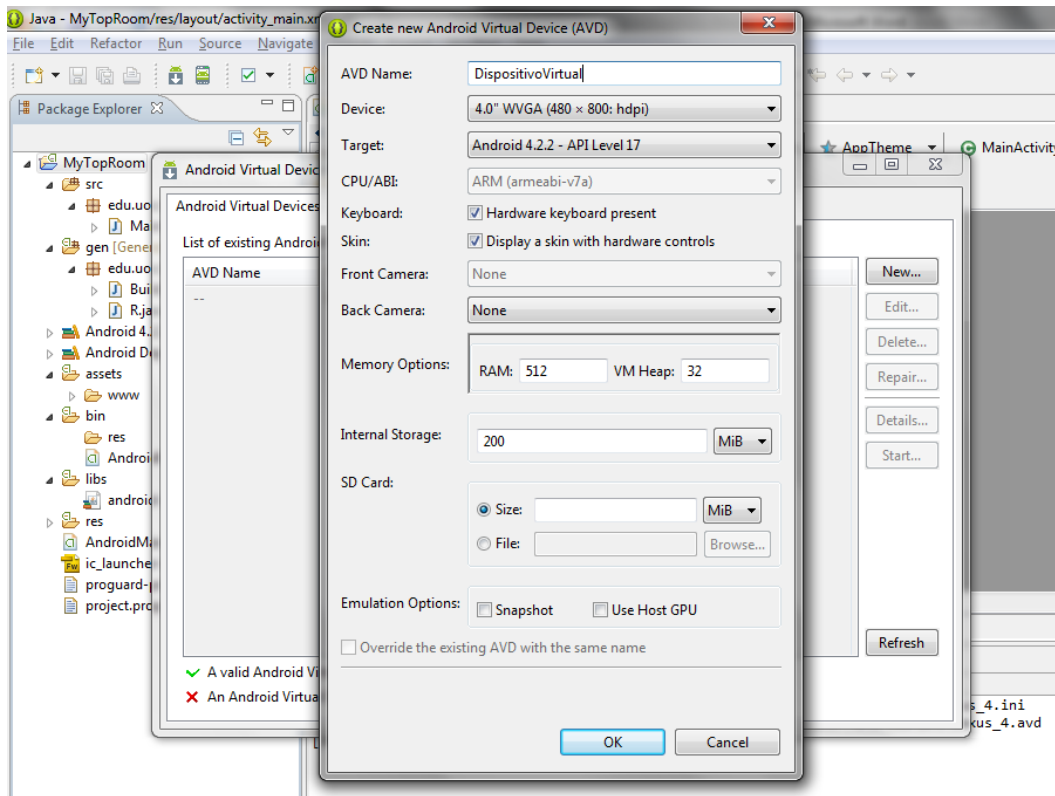 Java - MyTopRoom/res/layout/activity_main.xm
File Edit Refactor Run Source Navigate
Package Explorer
MyTopRoom
src
edu.uo
Ma
gen [Gener
edu.uo
Bui
R.ja
Android 4.
Android De
assets
www
bin
res
Androi
libs
android
res
AndroidMa
ic_launche
proguard-p
project.pro
AppTheme
MainActivity
Android Virtual Devic
Android Virtual Devices
List of existing Androi
AVD Name
--
New...
Edit...
Delete...
Repair...
Details...
Start...
Refresh
A valid Android Vi
An Android Virtua
s_4.ini
xus_4.avd
Create new Android Virtual Device (AVD)
AVD Name: DispositivoVirtual
Device: 4.0" WVGA (480 × 800: hdpi)
Target: Android 4.2.2 - API Level 17
CPU/ABI: ARM (armeabi-v7a)
Keyboard: Hardware keyboard present
Skin: Display a skin with hardware controls
Front Camera: None
Back Camera: None
Memory Options: RAM: 512 VM Heap: 32
Internal Storage: 200 MiB
SD Card:
Size: MiB
File: Browse...
Emulation Options: Snapshot Use Host GPU
Override the existing AVD with the same name
OK Cancel